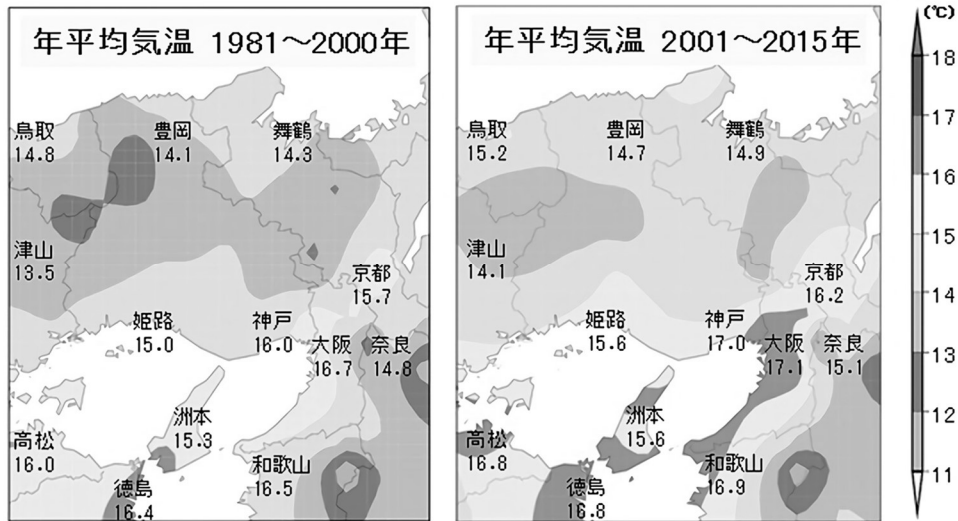 年平均気温 1981～2000年
鳥取
14.8
豊岡
14.1
舞鶴
14.3
津山
13.5
京都
15.7
姫路
15.0
神戸
16.0
大阪
16.7
奈良
14.8
洲本
15.3
高松
16.0
和歌山
16.5
徳島
16.4
年平均気温 2001～2015年
鳥取
15.2
豊岡
14.7
舞鶴
14.9
津山
14.1
京都
16.2
姫路
15.6
神戸
17.0
大阪
17.1
奈良
15.1
洲本
15.6
高松
16.8
和歌山
16.9
徳島
16.8
(℃)
18
17
16
15
14
13
12
11